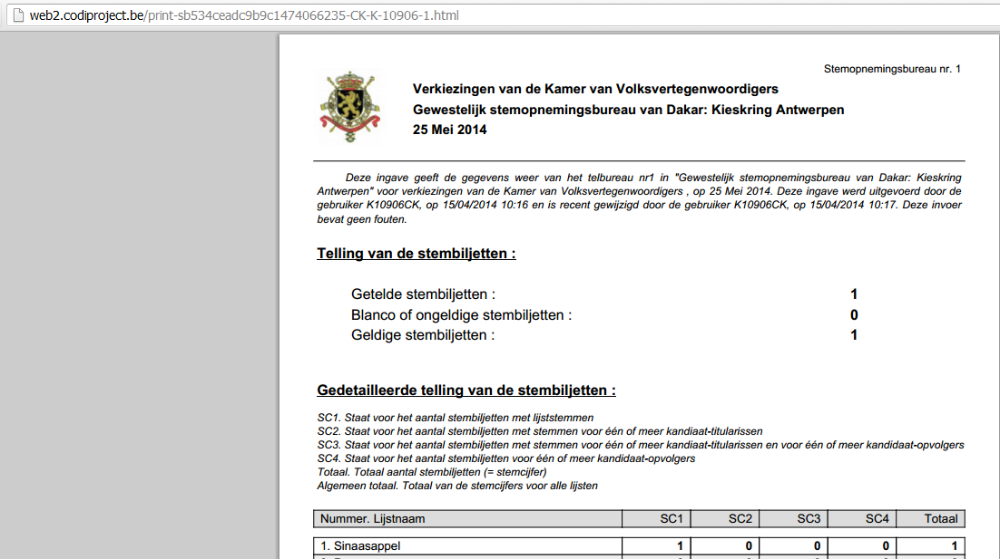 web2.codiproject.be/print-sb534ceadc9b9c1474066235-CK-K-10906-1.html
Stemopnemingsbureau nr. 1
Verkiezingen van de Kamer van Volksvertegenwoordigers
Gewestelijk stemopnemingsbureau van Dakar: Kieskring Antwerpen
25 Mei 2014
Deze ingave geeft de gegevens weer van het telbureau nr1 in "Gewestelijk stemopnemingsbureau van Dakar: Kieskring
Antwerpen" voor verkiezingen van de Kamer van Volksvertegenwoordigers , op 25 Mei 2014. Deze ingave werd uitgevoerd door de
gebruiker K10906CK, op 15/04/2014 10:16 en is recent gewijzigd door de gebruiker K10906CK, op 15/04/2014 10:17. Deze invoer
bevat geen fouten.
Telling van de stembiljetten :
Getelde stembiljetten : 1
Blanco of ongeldige stembiljetten : 0
Geldige stembiljetten : 1
Gedetailleerde telling van de stembiljetten :
SC1. Staat voor het aantal stembiljetten met lijststemmen
SC2. Staat voor het aantal stembiljetten met stemmen voor één of meer kandiaat-titularissen
SC3. Staat voor het aantal stembiljetten met stemmen voor één of meer kandiaat-titularissen en voor één of meer kandidaat-opvolgers
SC4. Staat voor het aantal stembiljetten voor één of meer kandidaat-opvolgers
Totaal. Totaal aantal stembiljetten (= stemcijfer)
Algemeen totaal. Totaal van de stemcijfers voor alle lijsten
Nummer. Lijstnaam SC1 SC2 SC3 SC4 Totaal
1. Sinaasappel 1 0 0 0 1